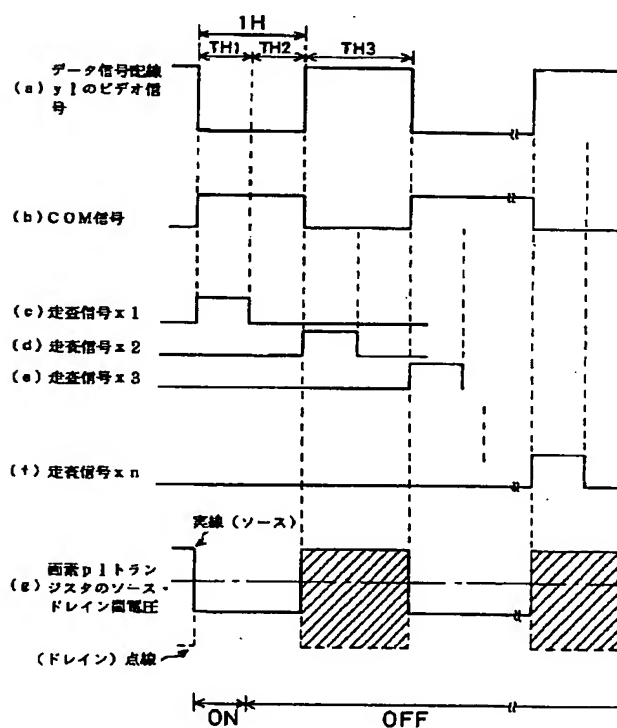 1H
TH1 TH2 TH3
データ信号配線
(a) y1のビデオ信
号
(b) COM信号
(c) 走査信号x1
(d) 走査信号x2
(e) 走査信号x3
(f) 走査信号xn
実線(ソース)
画素p1トラン
(g) ジスタのソース・
ドレイン間電圧
(ドレイン)点線
ON OFF